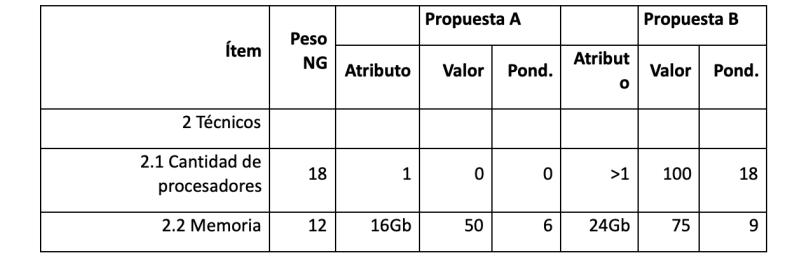 Ítem Peso NG Propuesta A Propuesta B
Atributo Valor Pond. Atributo Valor Pond.
2 Técnicos
2.1 Cantidad de procesadores 18 1 0 0 >1 100 18
2.2 Memoria 12 16Gb 50 6 24Gb 75 9